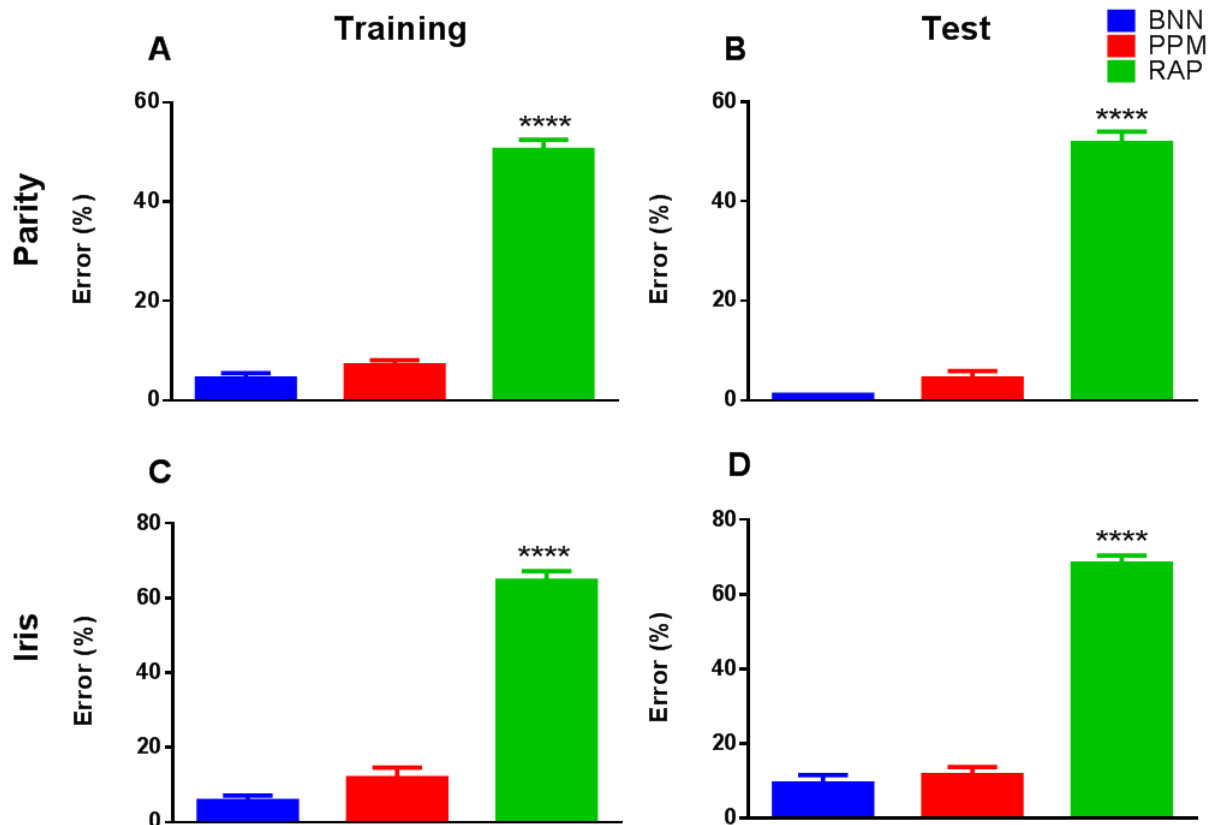 Training
Test
BNN
PPM
RAP
A
B
Parity
Error (%)
60
40
20
0
****
Error (%)
60
40
20
0
****
C
D
Iris
Error (%)
80
60
40
20
0
****
Error (%)
80
60
40
20
0
****